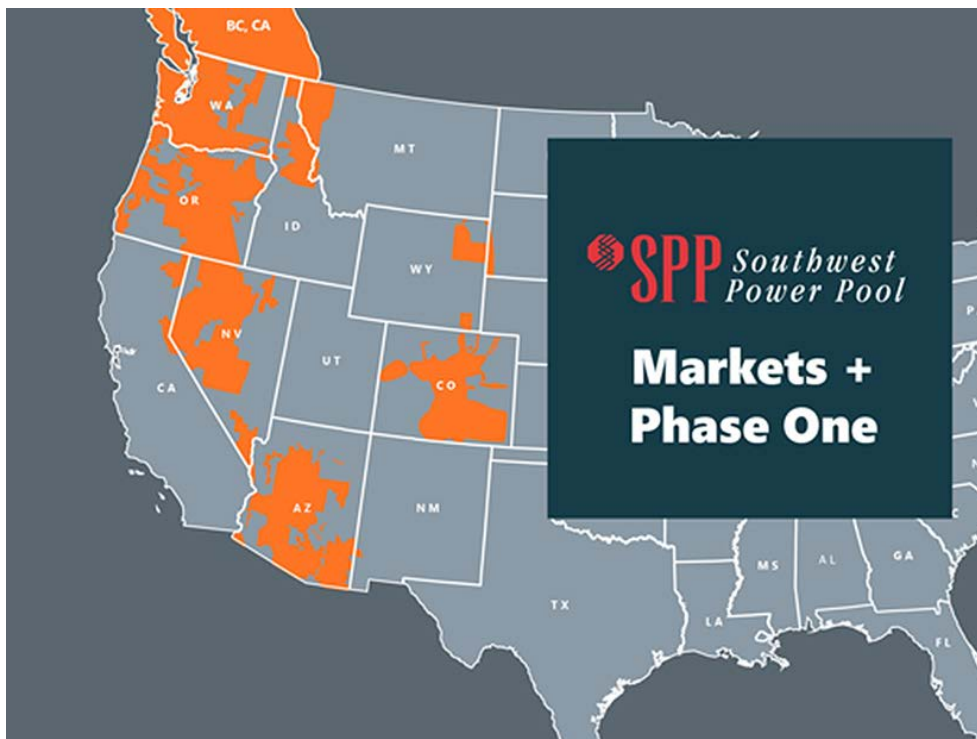 BC, CA
WA
MT
OR
ID
WY
NV
UT
CA
CO
AZ
NM
TX
LA
MS
AL
GA
FL
C
SPP Southwest
Power Pool
Markets +
Phase One